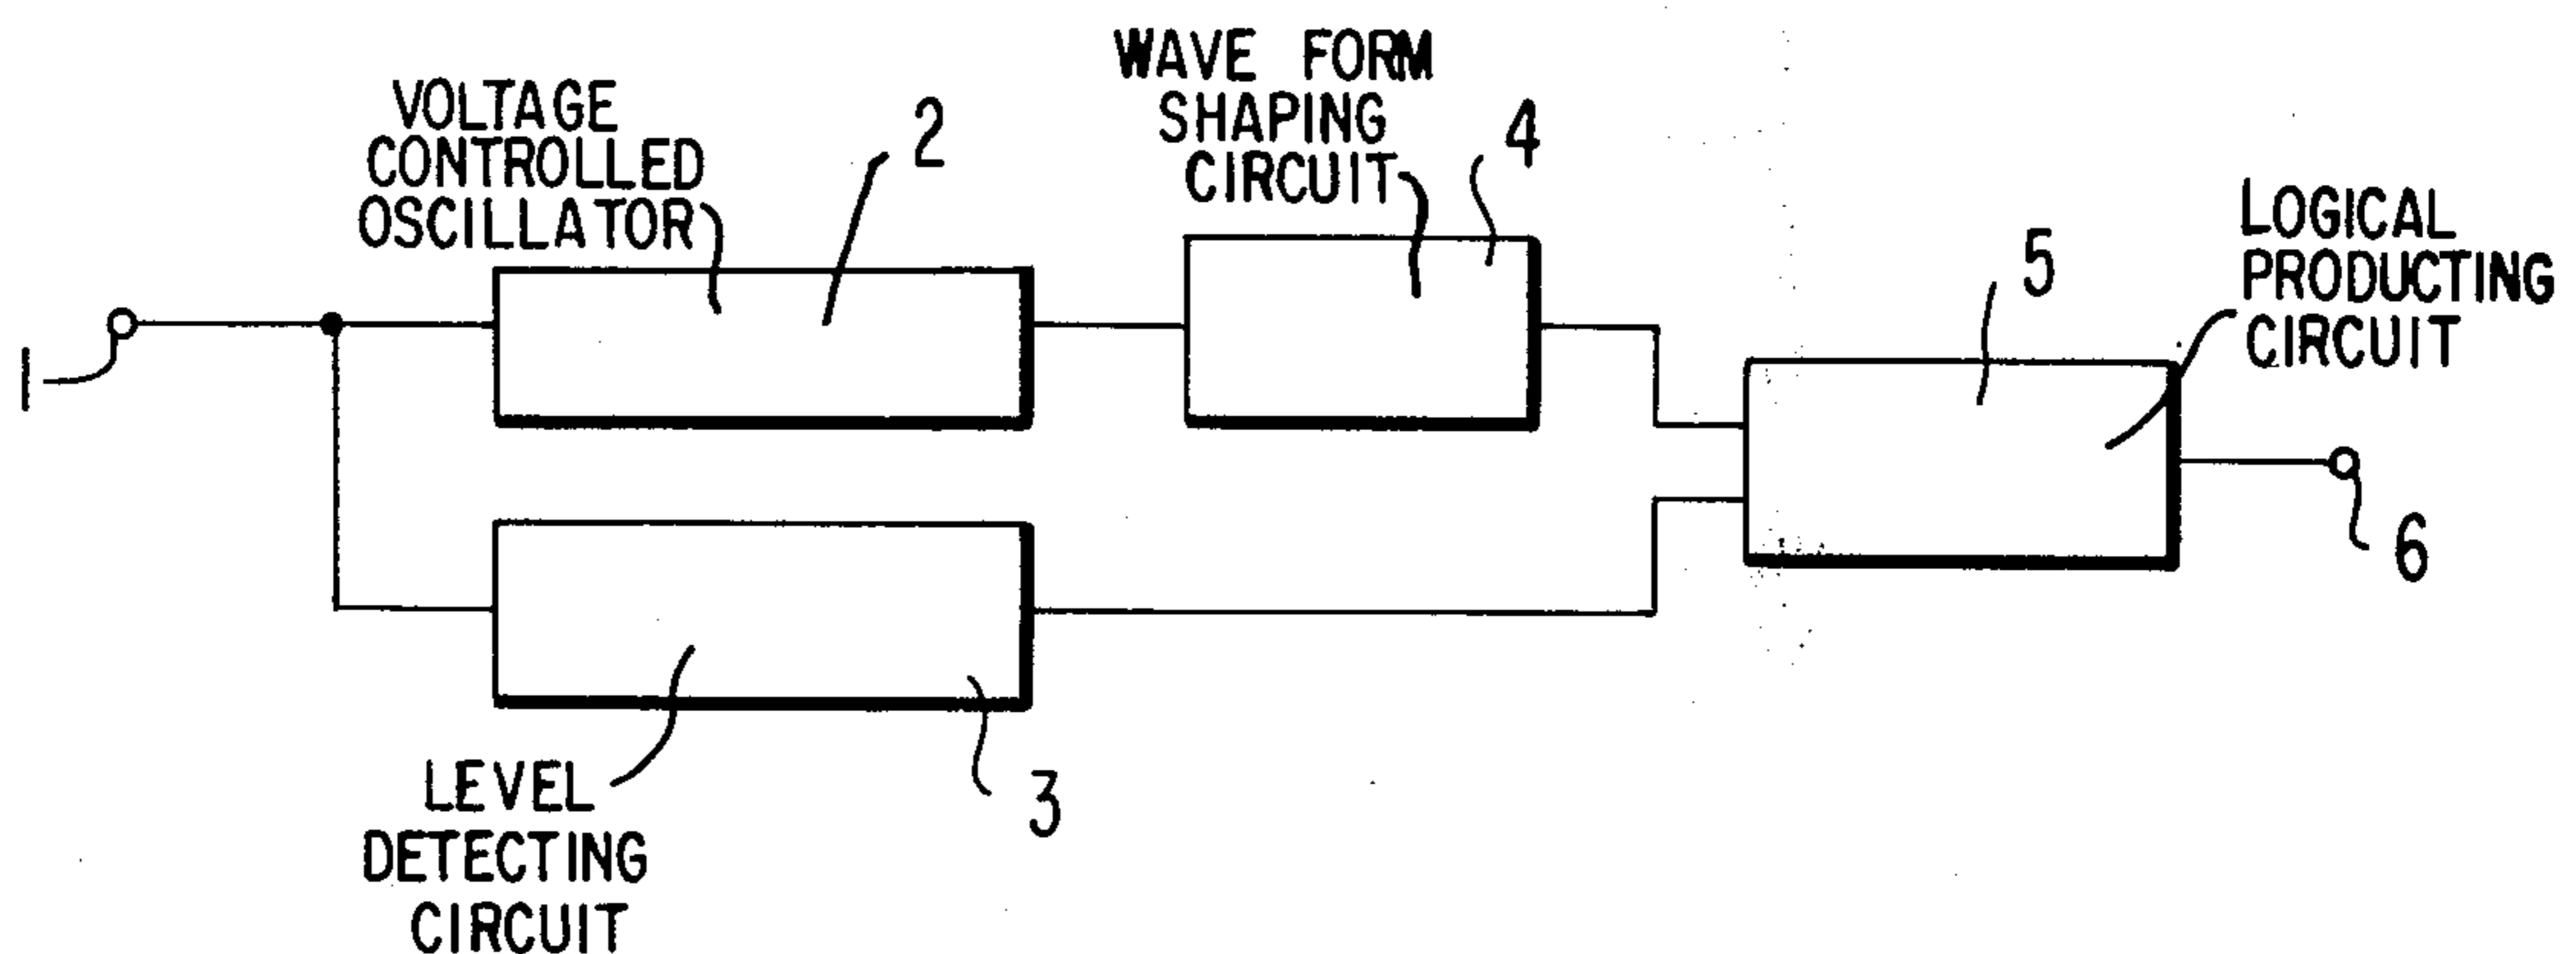 VOLTAGE
CONTROLLED
OSCILLATOR
2
WAVE FORM
SHAPING
CIRCUIT
4
5
LOGICAL
PRODUCTING
CIRCUIT
1
6
LEVEL
DETECTING
CIRCUIT
3